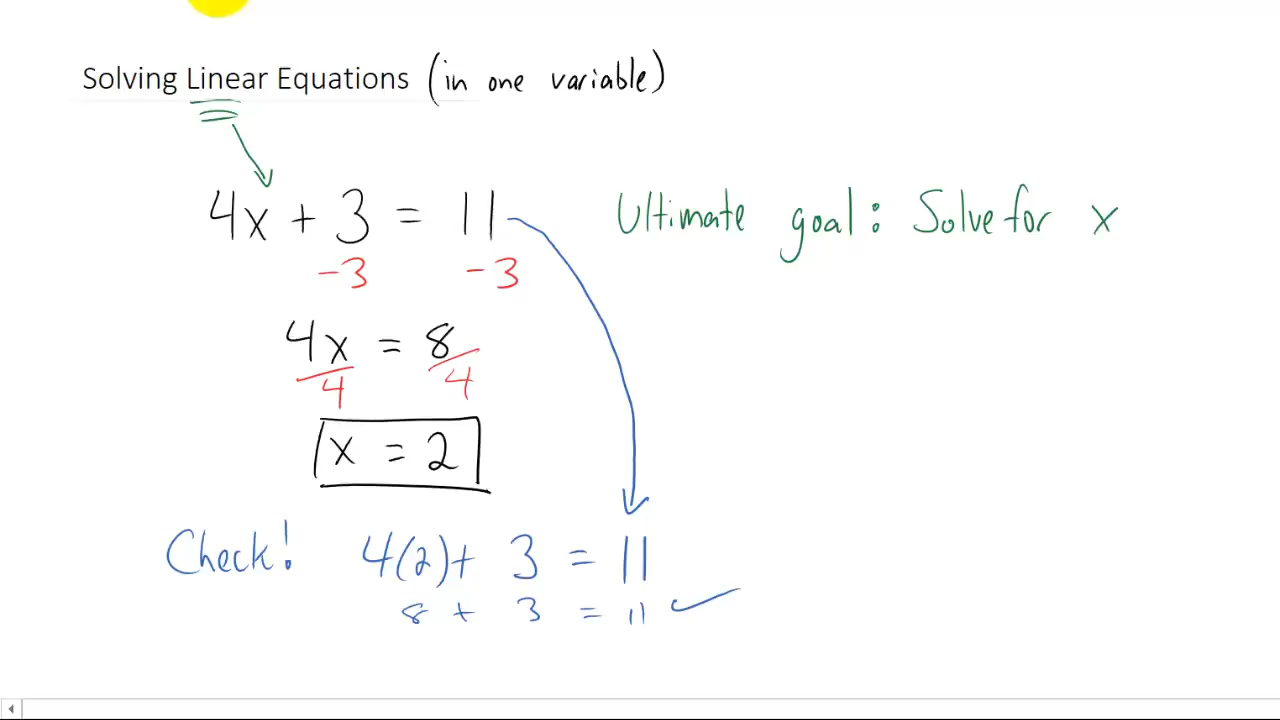 Solving Linear Equations (in one variable)
4x + 3 = 11 Ultimate goal: Solve for x
-3 -3
4x = 8
4 4
x = 2
Check! 4(2)+ 3 = 11
8 + 3 = 11